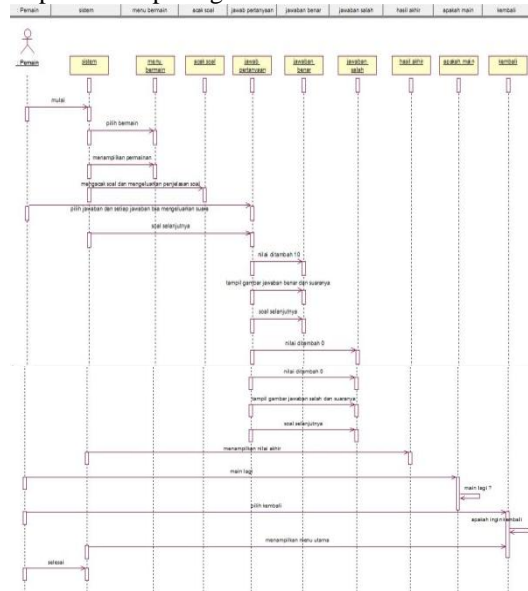 Pemain sistem menu bermain acak soal jawab pertanyaan jawaban benar jawaban salah hasil akhir apakah main kembali
: Pemain sistem menu bermain acak soal jawab pertanyaan jawaban benar jawaban salah hasil akhir apakah main kembali
mulai
pilih bermain
menampilkan permainan
mengacak soal dan mengeluarkan penjelasan soal
pilih jawaban dan setiap jawaban bisa mengeluarkan suara
soal selanjutnya
nilai ditambah 10
tampil gambar jawaban benar dan suaranya
soal selanjutnya
nilai ditambah 0
nilai ditambah 0
tampil gambar jawaban salah dan suaranya
soal selanjutnya
menampilkan nilai akhir
main lagi
main lagi ?
pilih kembali
apakah ingin kembali
menampilkan menu utama
selesai